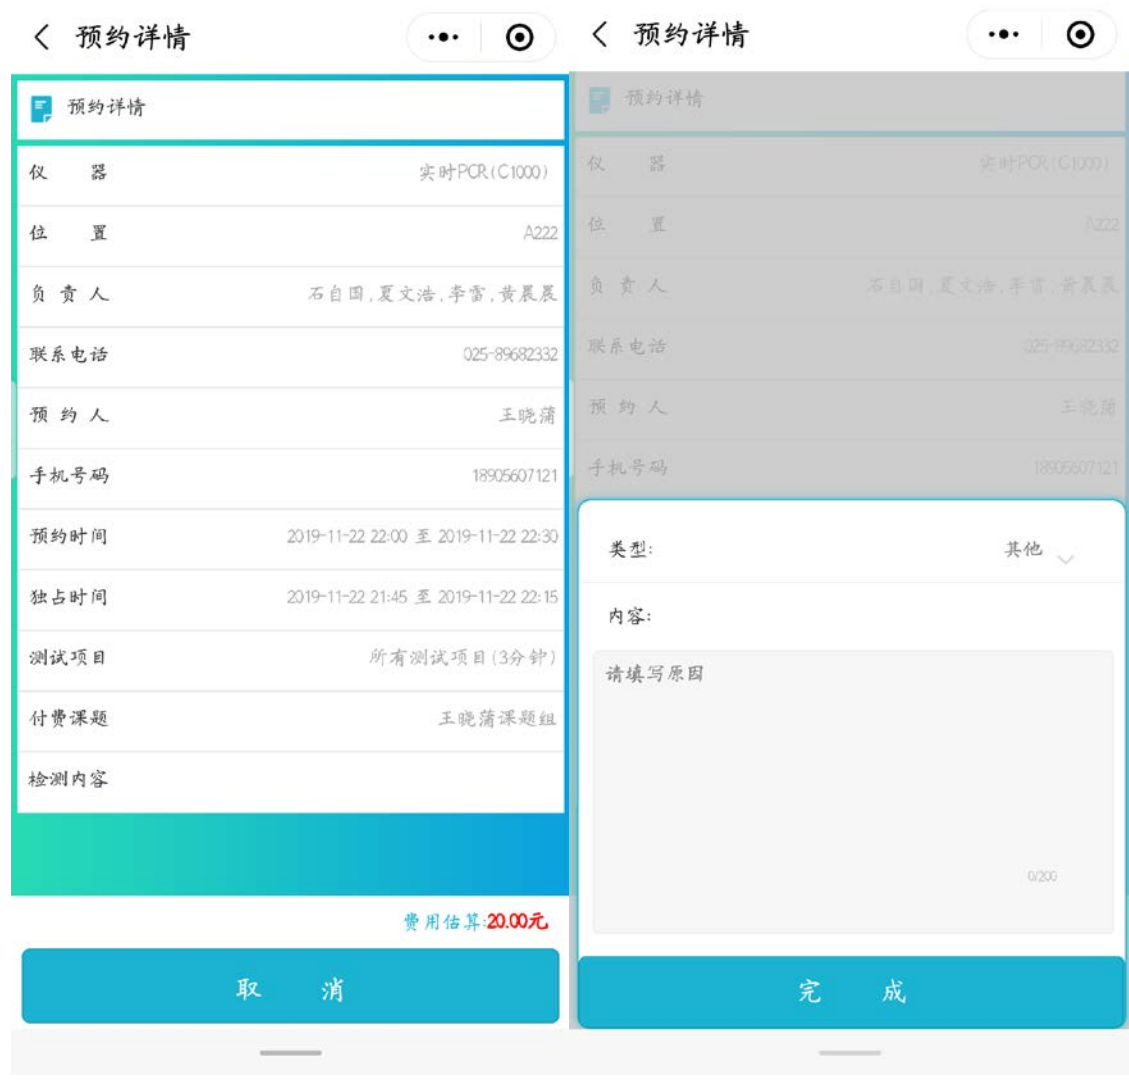 预约详情
预约详情
仪 器 实时PCR(C1000)
位 置 A222
负 责 人 石自国,夏文浩,李雷,黄晨晨
联系电话 025-89682332
预 约 人 王晓蒲
手机号码 18905607121
预约时间 2019-11-22 22:00 至 2019-11-22 22:30
独占时间 2019-11-22 21:45 至 2019-11-22 22:15
测试项目 所有测试项目(3分钟)
付费课题 王晓蒲课题组
检测内容
费用估算:20.00元
取 消
预约详情
预约详情
仪 器 实时PCR(C1000)
位 置 A222
负 责 人 石自国,夏文浩,李雷,黄晨晨
联系电话 025-89682332
预 约 人 王晓蒲
手机号码 18905607121
类型: 其他
内容:
请填写原因
0/200
完 成